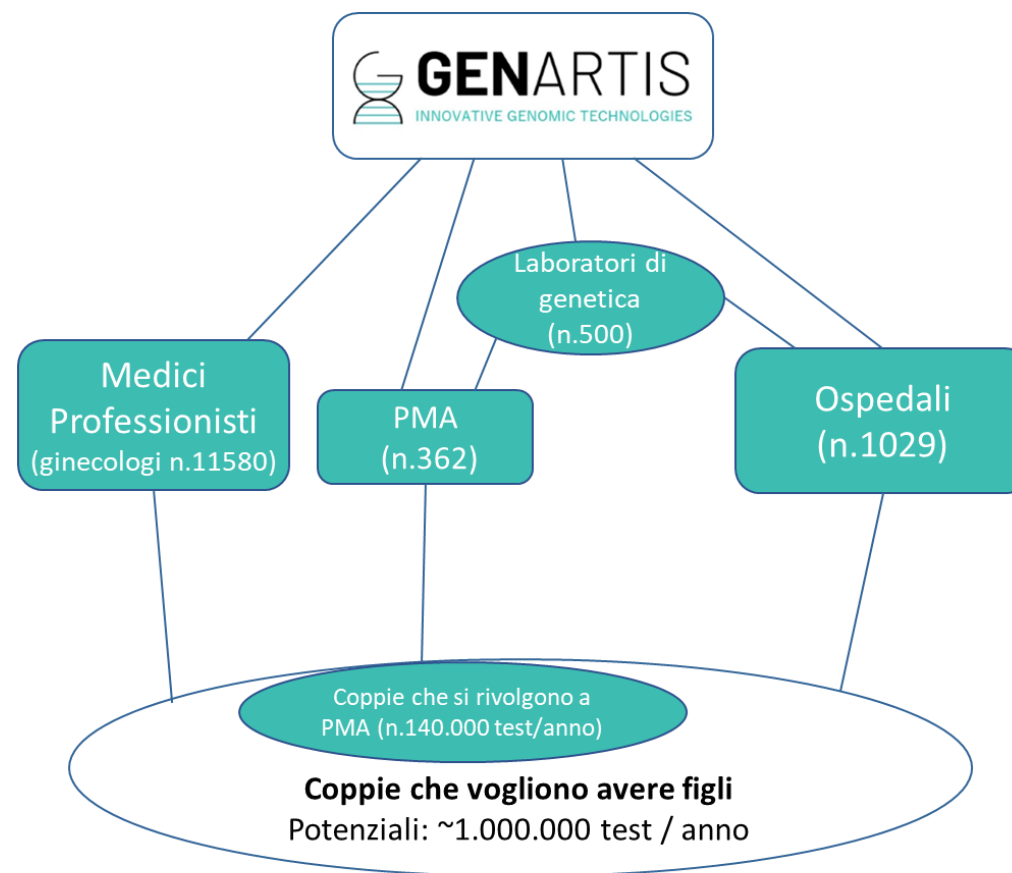 GENARTIS
INNOVATIVE GENOMIC TECHNOLOGIES
Laboratori di
genetica
(n.500)
Medici
Professionisti
(ginecologi n.11580)
PMA
(n.362)
Ospedali
(n.1029)
Coppie che si rivolgono a
PMA (n.140.000 test/anno)
Coppie che vogliono avere figli
Potenziali: ~1.000.000 test / anno